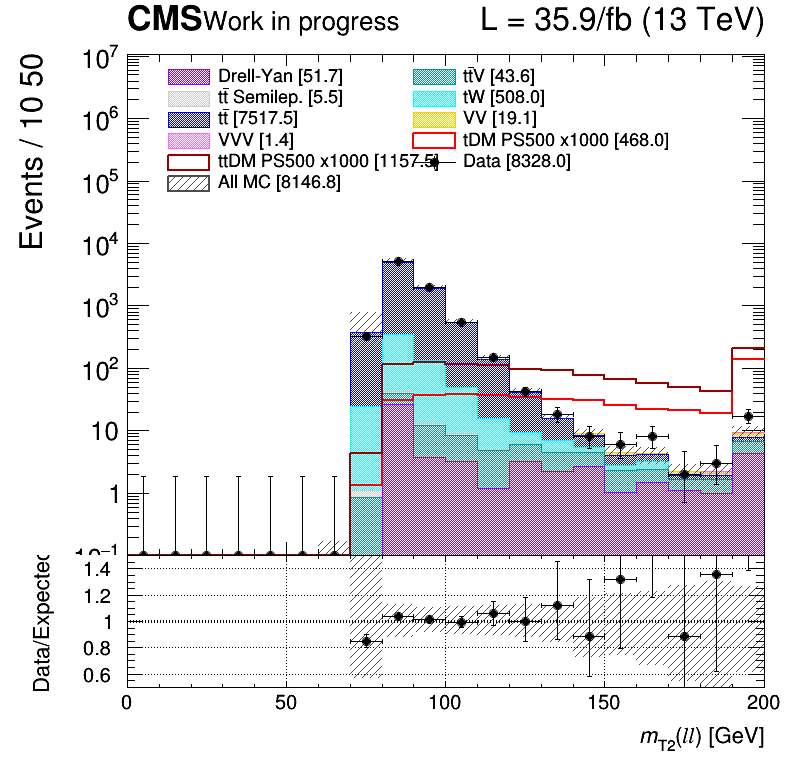 CMS Work in progress L = 35.9/fb (13 TeV)
Events / 10 50
10⁷
10⁶
10⁵
10⁴
10³
10²
10
1
10⁻¹
Drell-Yan [51.7]
tt̄V [43.6]
tt̄ Semilep. [5.5]
tW [508.0]
tt̄ [7517.5]
VV [19.1]
VVV [1.4]
tDM PS500 x1000 [468.0]
ttDM PS500 x1000 [1157.5]
Data [8328.0]
All MC [8146.8]
Data/Expected
1.4
1.2
1
0.8
0.6
0 50 100 150 200
m_T2(ll) [GeV]